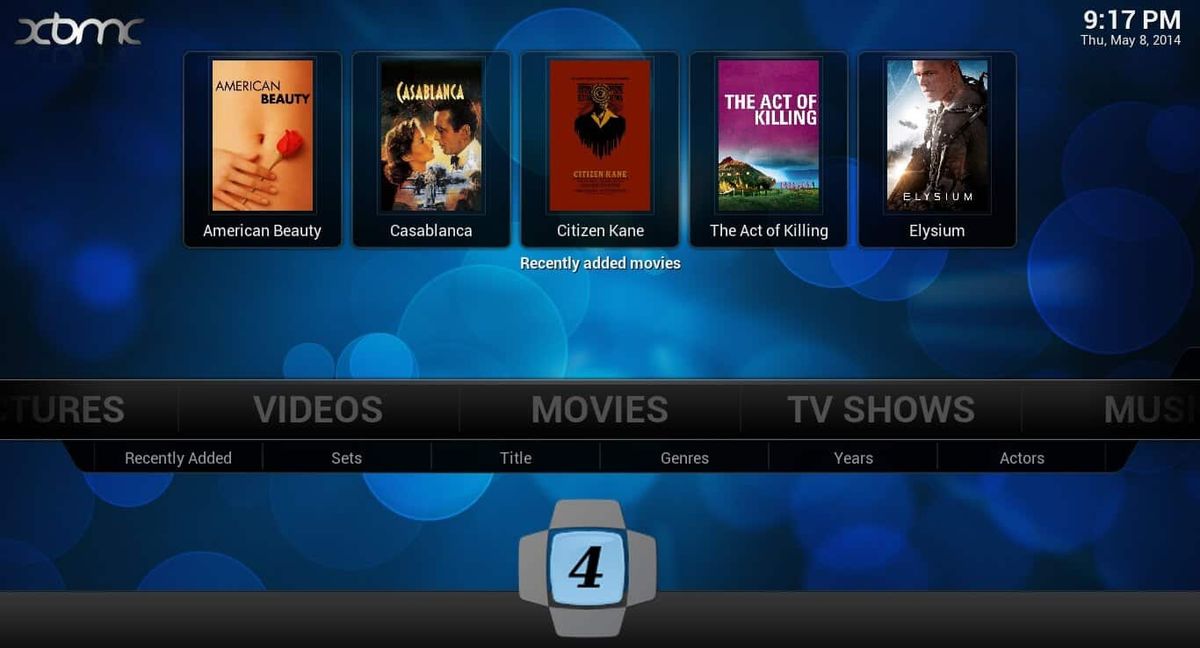 xbmc
9:17 PM
Thu, May 8, 2014
AMERICAN
BEAUTY
CASABLANCA
CITIZEN KANE
THE ACT OF
KILLING
ELYSIUM
American Beauty
Casablanca
Citizen Kane
The Act of Killing
Elysium
Recently added movies
CTURES
VIDEOS
MOVIES
TV SHOWS
MUSI
Recently Added
Sets
Title
Genres
Years
Actors
4